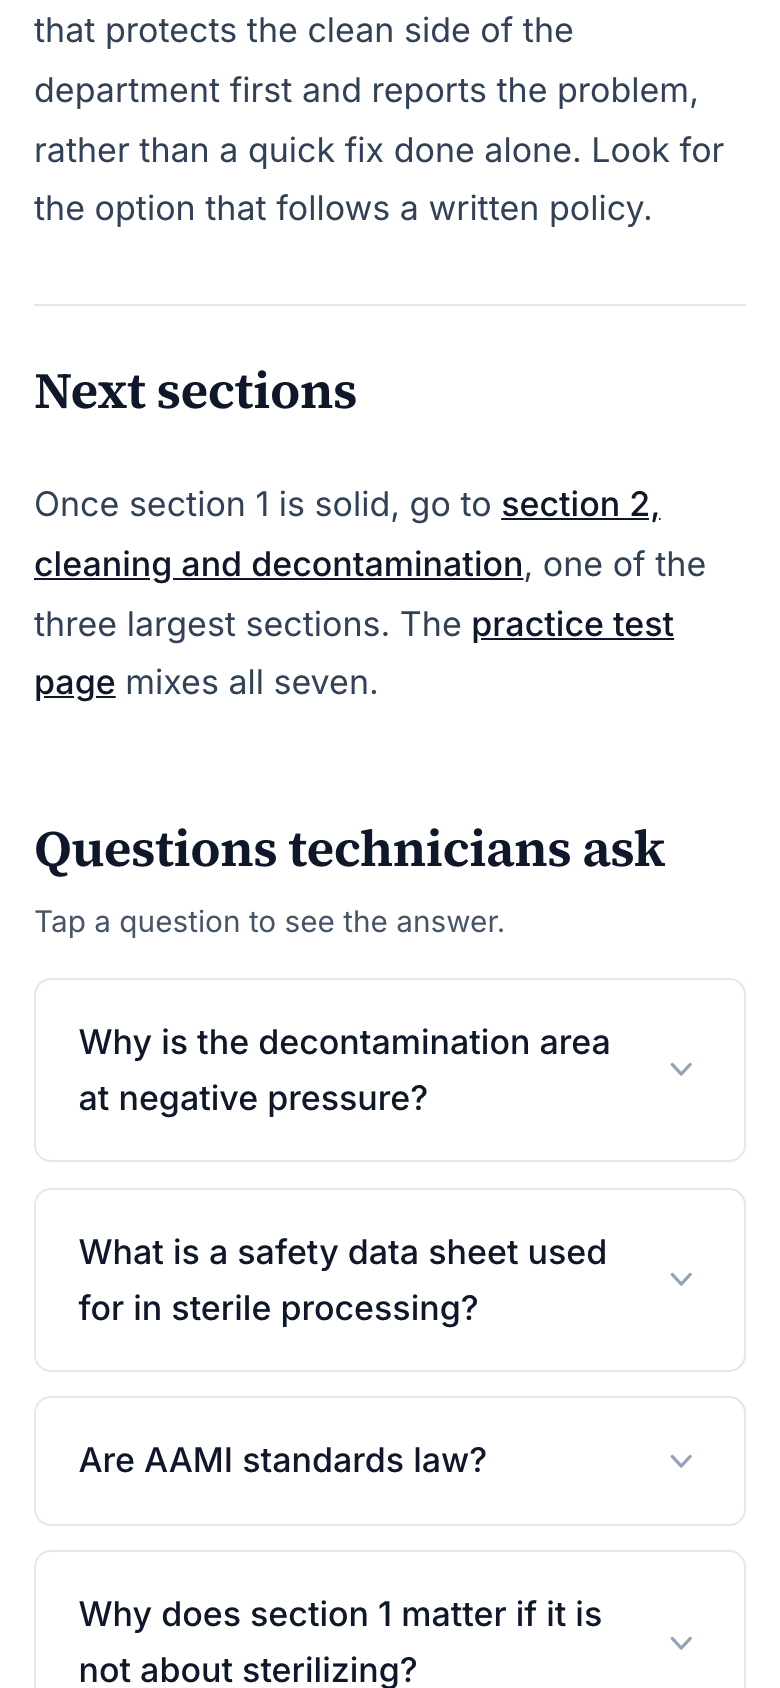 that protects the clean side of the
department first and reports the problem,
rather than a quick fix done alone. Look for
the option that follows a written policy.
Next sections
Once section 1 is solid, go to section 2,
cleaning and decontamination, one of the
three largest sections. The practice test
page mixes all seven.
Questions technicians ask
Tap a question to see the answer.
Why is the decontamination area
at negative pressure?
What is a safety data sheet used
for in sterile processing?
Are AAMI standards law?
Why does section 1 matter if it is
not about sterilizing?